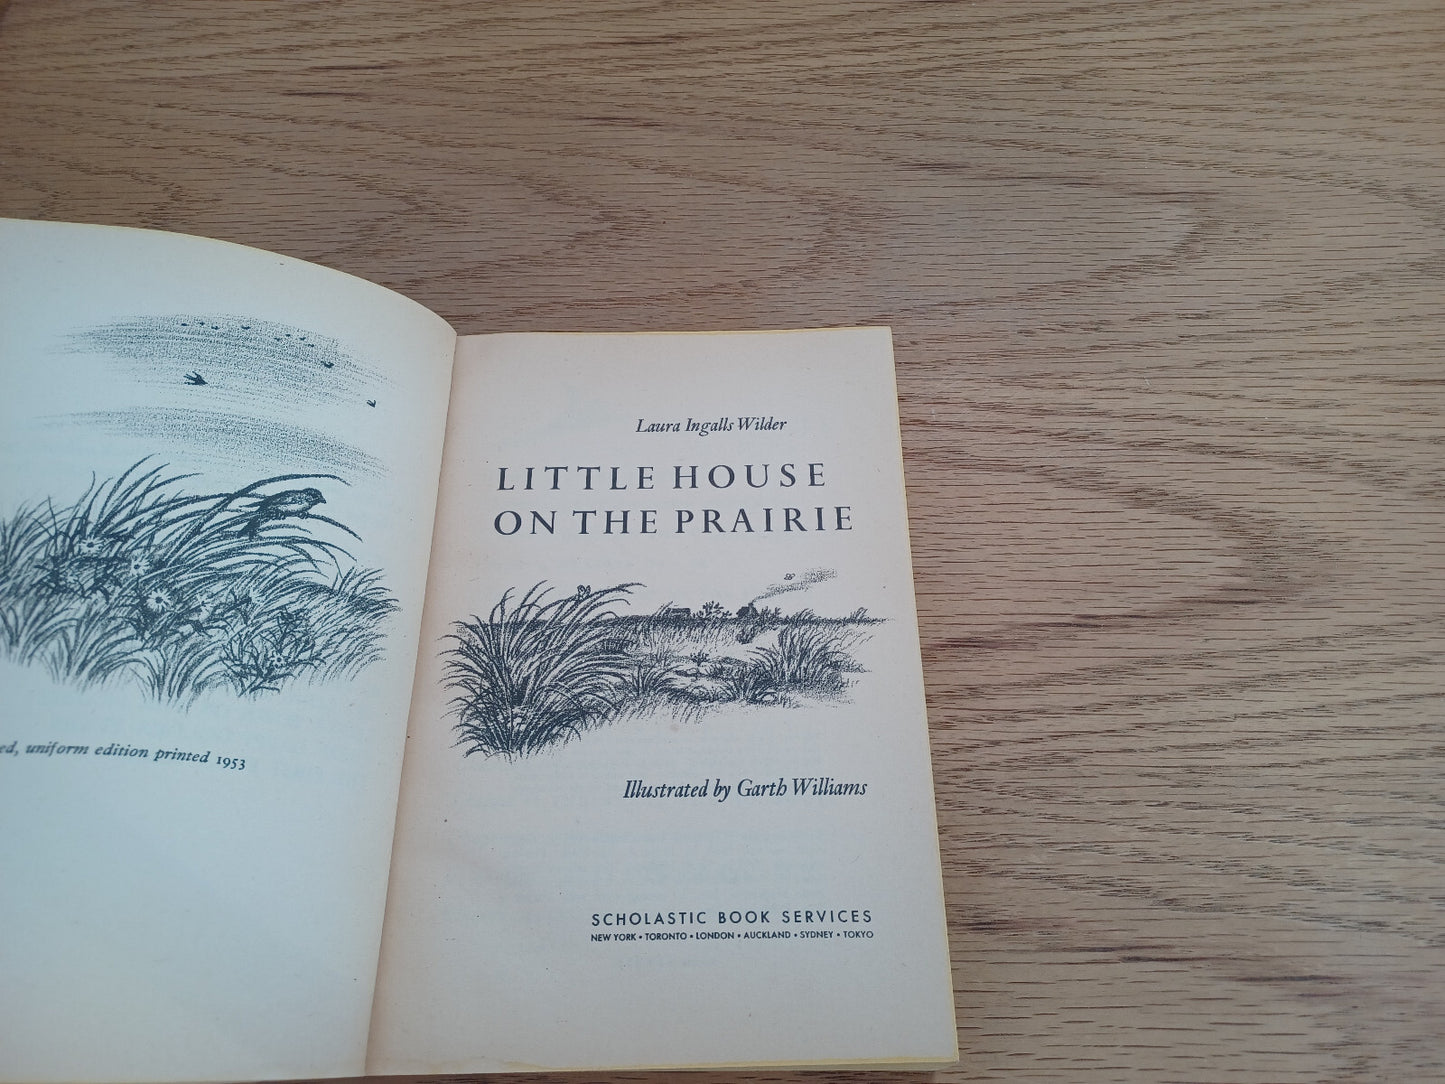 uniform edition printed 1953
Laura Ingalls Wilder
LITTLE HOUSE
ON THE PRAIRIE
Illustrated by Garth Williams
SCHOLASTIC BOOK SERVICES
NEW YORK • TORONTO • LONDON • AUCKLAND • SYDNEY • TOKYO